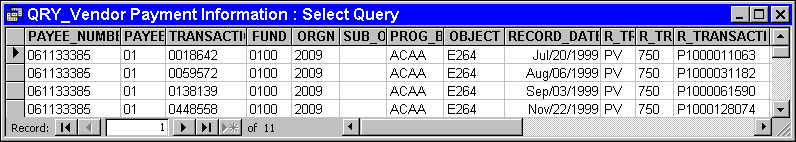 QRY_Vendor Payment Information : Select Query
PAYEE_NUMBE PAYEE TRANSACTIO FUND ORGN SUB_O PROG_B OBJECT RECORD_DATE R_TF R_TR R_TRANSACTI
061133385 01 0018642 0100 2009 ACAA E264 Jul/20/1999 PV 750 P1000011063
061133385 01 0059572 0100 2009 ACAA E264 Aug/06/1999 PV 750 P1000031182
061133385 01 0138139 0100 2009 ACAA E264 Sep/03/1999 PV 750 P1000061590
061133385 01 0448558 0100 2009 ACAA E264 Nov/22/1999 PV 750 P1000128074
Record: 1 of 11